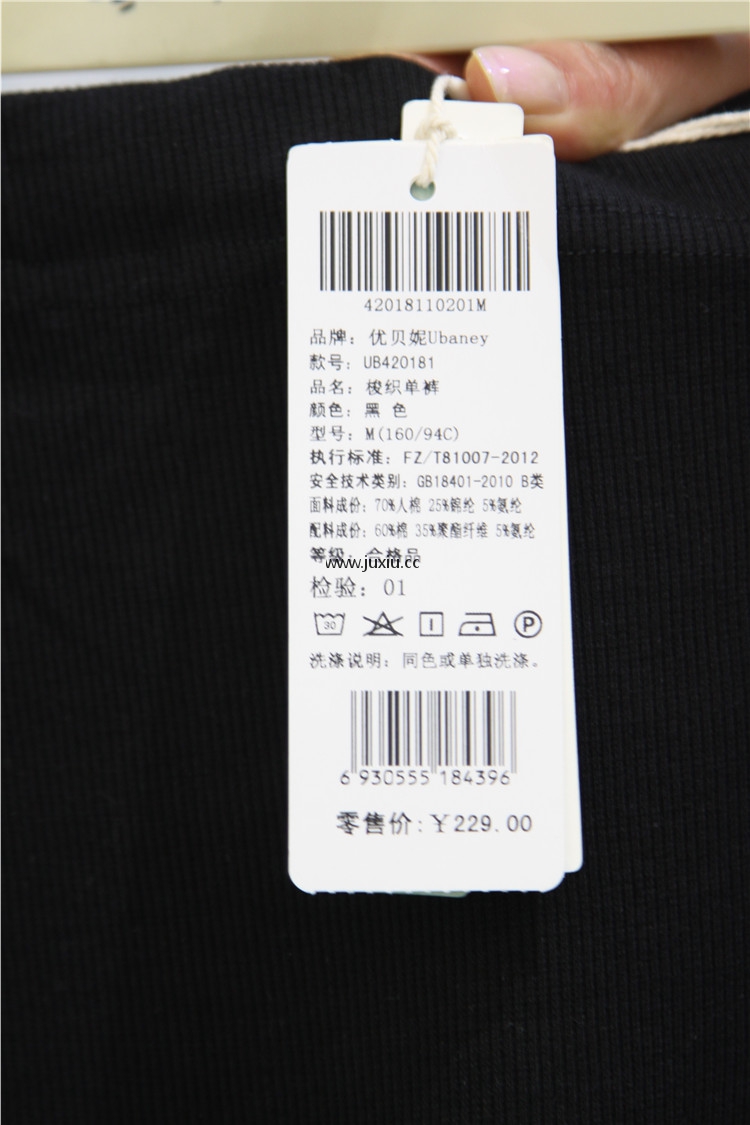 42018110201M
品牌：优贝妮Ubaney
款号：UB420181
品名：梭织单裤
颜色：黑 色
型号：M(160/94C)
执行标准：FZ/T81007-2012
安全技术类别：GB18401-2010 B类
面料成份：70%人棉 25%锦纶 5%氨纶
配料成份：60%棉 35%聚酯纤维 5%氨纶
等级：合格品
www.juxiu.cc
检验：01
30
P
洗涤说明：同色或单独洗涤。
6 930555 184396
零售价:￥229.00